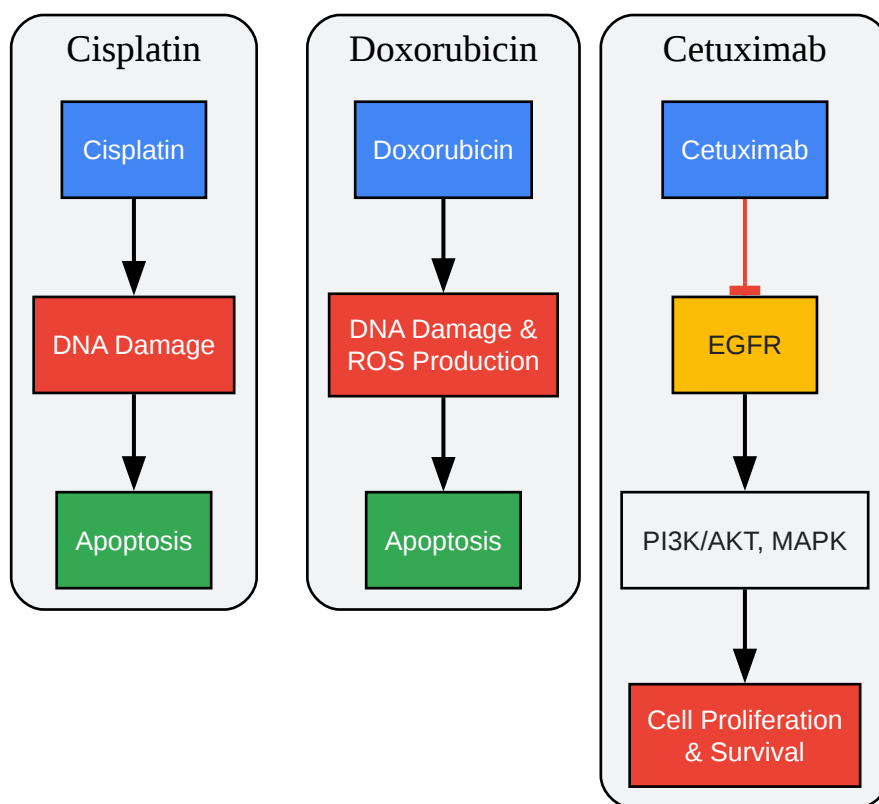 Cisplatin
Cisplatin
DNA Damage
Apoptosis
Doxorubicin
Doxorubicin
DNA Damage &
ROS Production
Apoptosis
Cetuximab
Cetuximab
EGFR
PI3K/AKT, MAPK
Cell Proliferation
& Survival